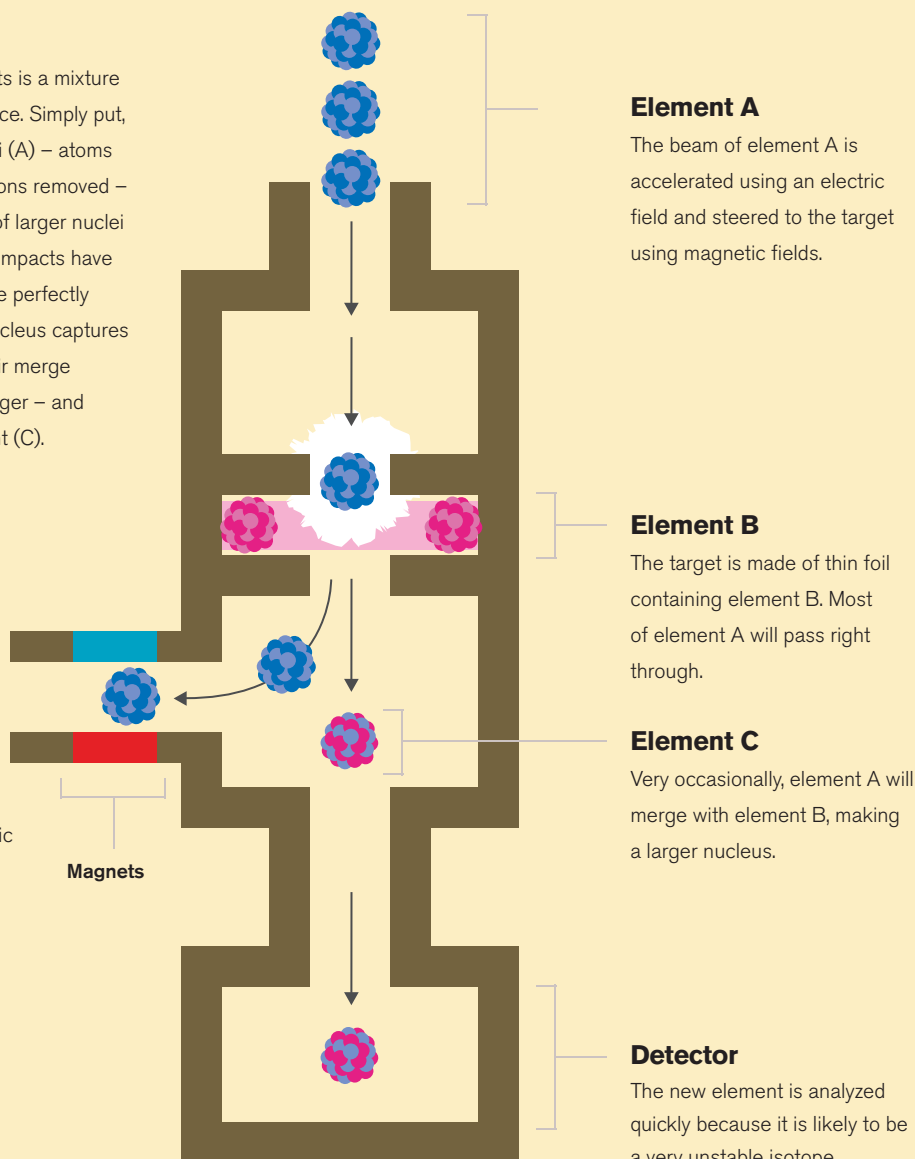 ts is a mixture
ce. Simply put,
i (A) – atoms
ons removed –
of larger nuclei
mpacts have
e perfectly
cleus captures
ir merge
ger – and
t (C).
ic
Magnets
Element A
The beam of element A is
accelerated using an electric
field and steered to the target
using magnetic fields.
Element B
The target is made of thin foil
containing element B. Most
of element A will pass right
through.
Element C
Very occasionally, element A will
merge with element B, making
a larger nucleus.
Detector
The new element is analyzed
quickly because it is likely to be
a very unstable isotope